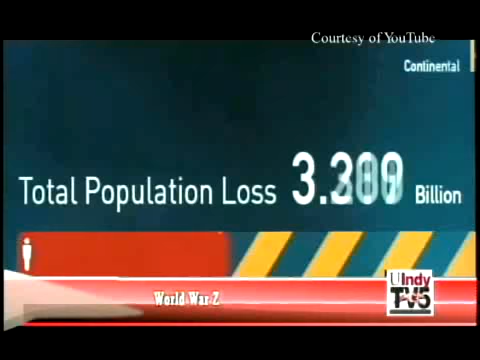 Courtesy of YouTube
Continental
Total Population Loss Billion
World War Z
UIndy
TV5